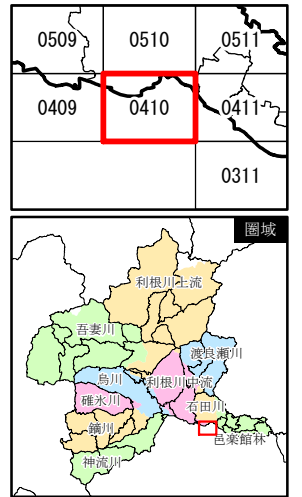 0509 0510 0511
0409 0410 0411
0311
圏域
利根川上流
吾妻川
渡良瀬川
烏川 利根川中流
碓氷川
石田川
鏑川
邑楽館林
神流川